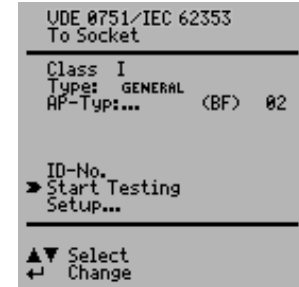 VDE 0751/IEC 62353
To Socket
Class I
Type: GENERAL
AP-Typ:... (BF) 02
ID-No.
Start Testing
Setup...
▲▼ Select
↵ Change